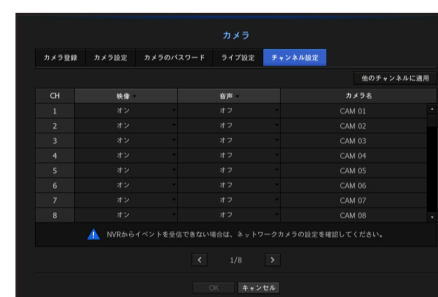 カメラ
カメラ登録 カメラ設定 カメラのパスワード ライブ設定 チャンネル設定
他のチャンネルに適用
CH 映像 音声 カメラ名
1 オン オフ CAM 01
2 オン オフ CAM 02
3 オン オフ CAM 03
4 オン オフ CAM 04
5 オン オフ CAM 05
6 オン オフ CAM 06
7 オン オフ CAM 07
8 オン オフ CAM 08
NVRからイベントを受信できない場合は、ネットワークカメラの設定を確認してください。
< 1/8 >
OK キャンセル